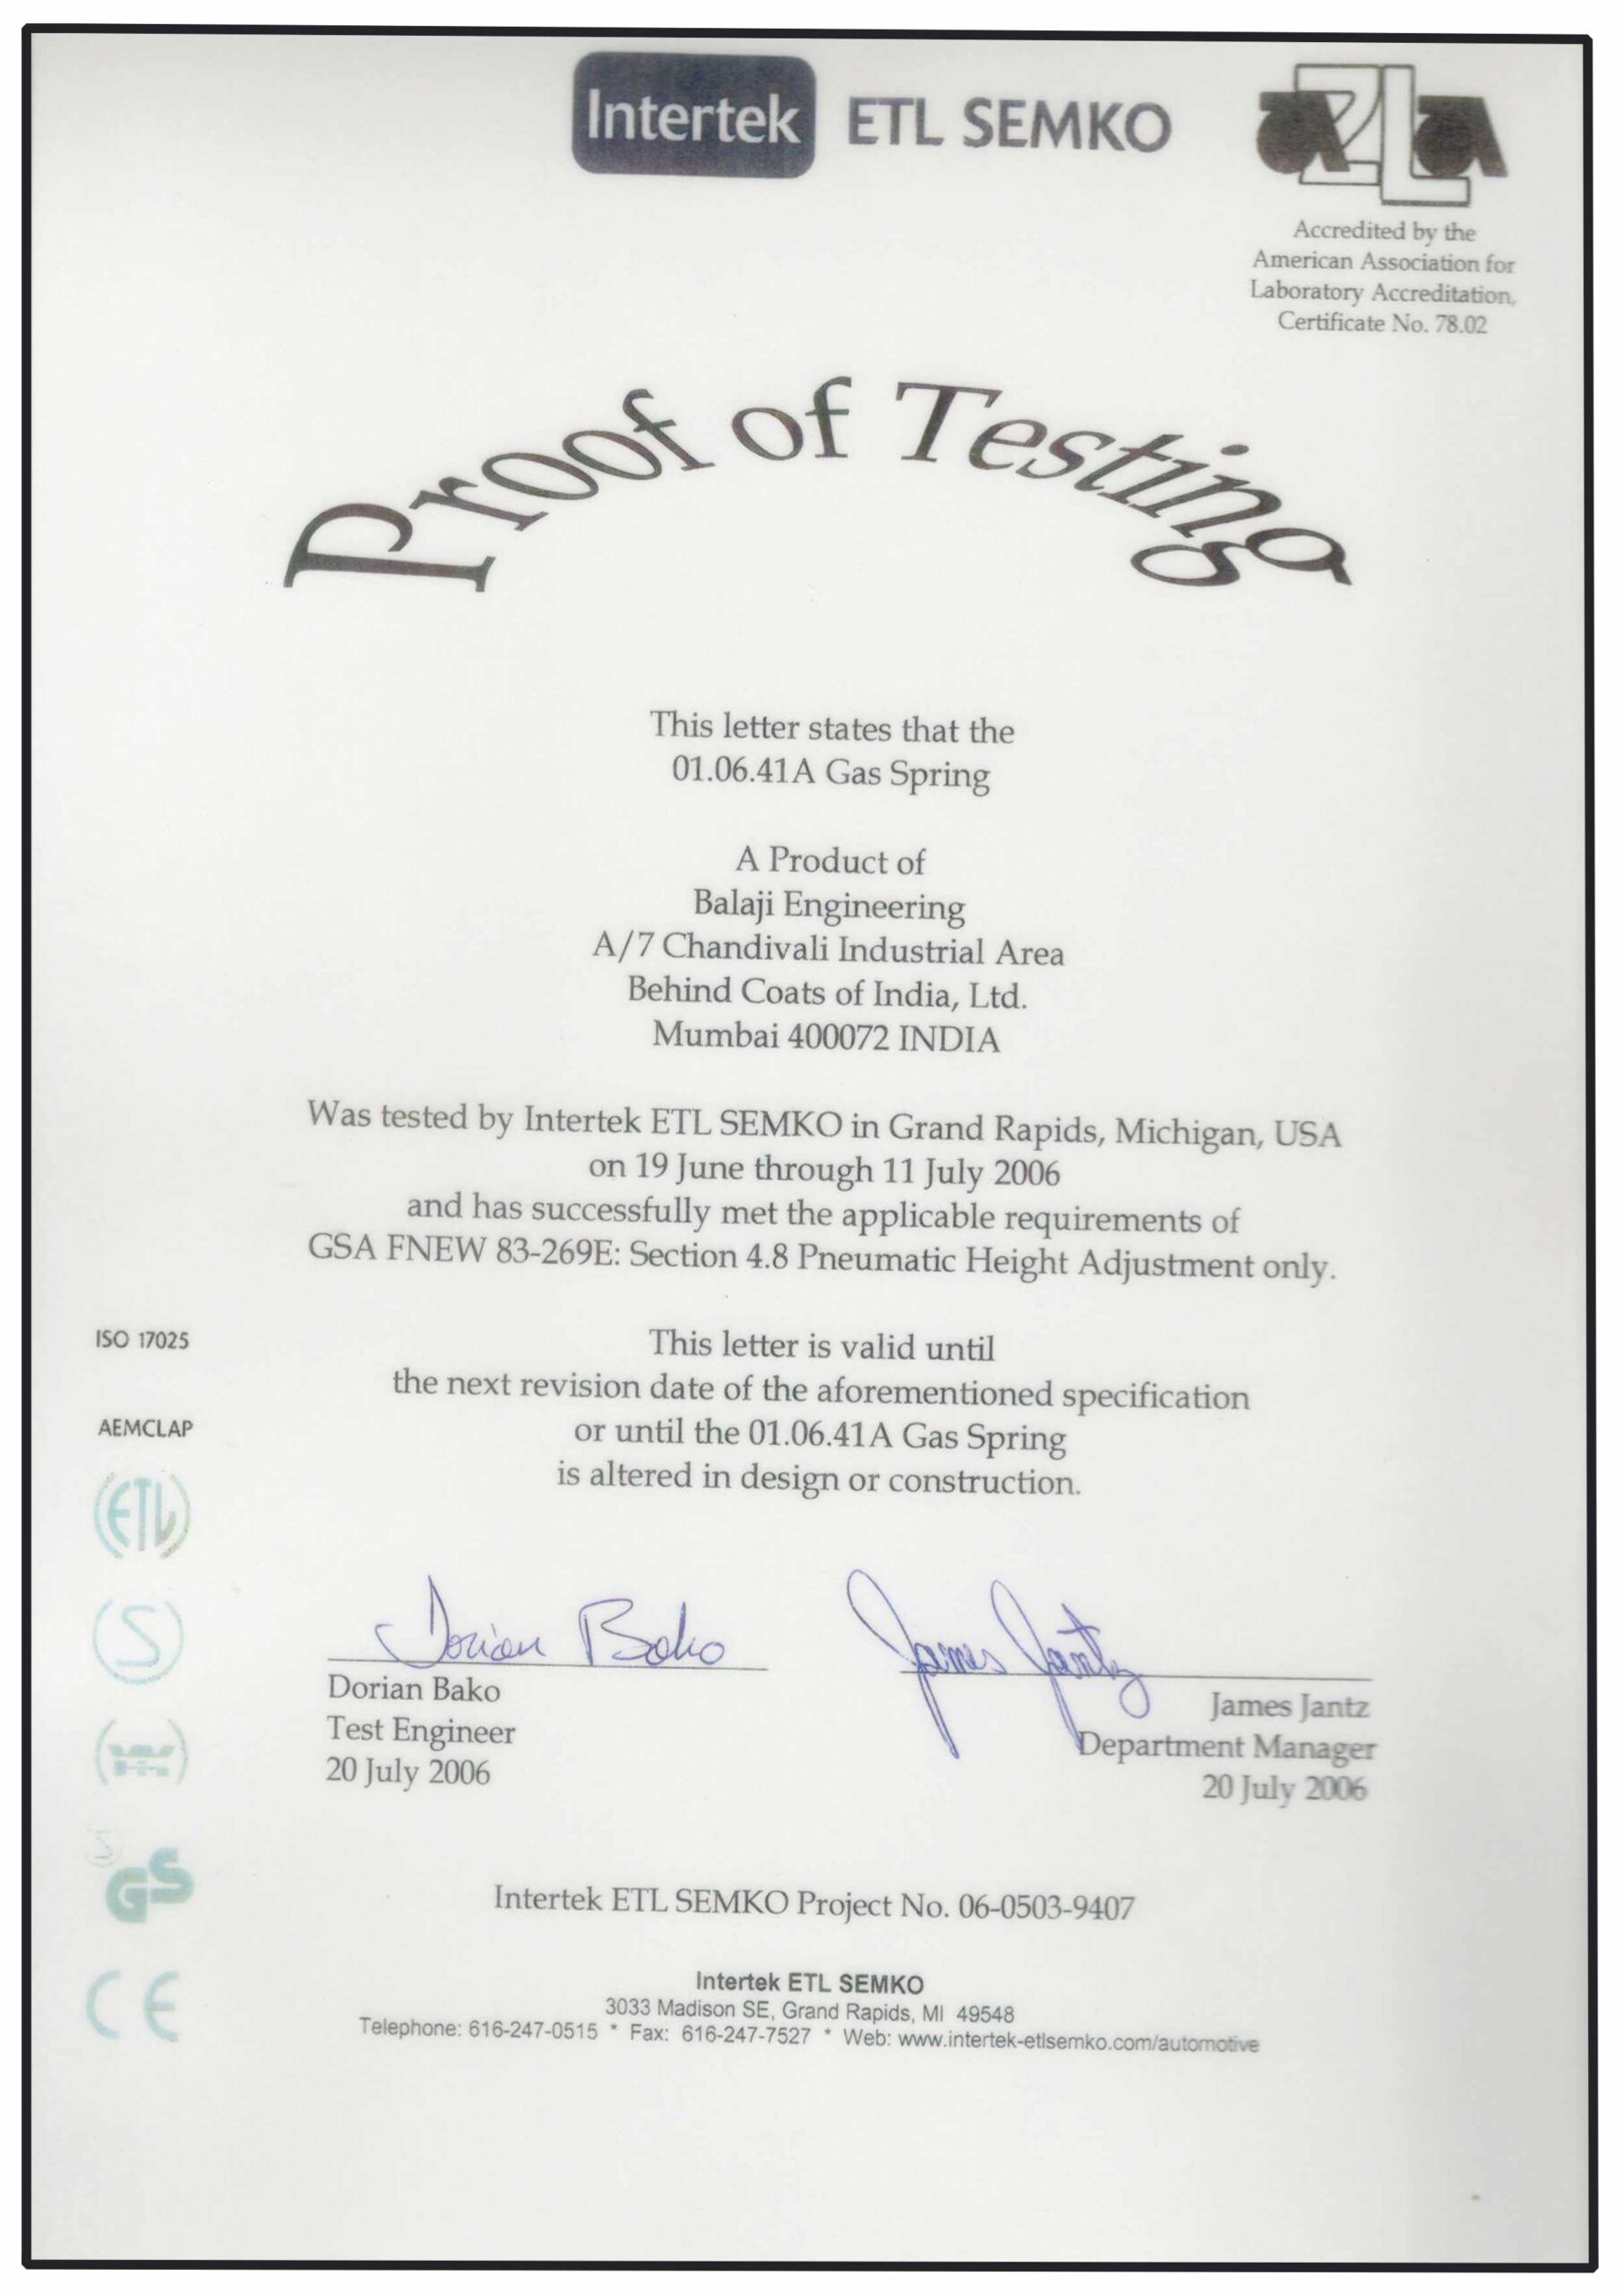 Intertek ETL SEMKO
A2LA
Accredited by the
American Association for
Laboratory Accreditation,
Certificate No. 78.02
Proof of Testing
This letter states that the
01.06.41A Gas Spring
A Product of
Balaji Engineering
A/7 Chandivali Industrial Area
Behind Coats of India, Ltd.
Mumbai 400072 INDIA
Was tested by Intertek ETL SEMKO in Grand Rapids, Michigan, USA
on 19 June through 11 July 2006
and has successfully met the applicable requirements of
GSA FNEW 83-269E: Section 4.8 Pneumatic Height Adjustment only.
This letter is valid until
the next revision date of the aforementioned specification
or until the 01.06.41A Gas Spring
is altered in design or construction.
ISO 17025
AEMCLAP
ETL
S
WH
GS
CE
Dorian Bako
James Jantz
Dorian Bako
Test Engineer
20 July 2006
James Jantz
Department Manager
20 July 2006
Intertek ETL SEMKO Project No. 06-0503-9407
Intertek ETL SEMKO
3033 Madison SE, Grand Rapids, MI 49548
Telephone: 616-247-0515 * Fax: 616-247-7527 * Web: www.intertek-etlsemko.com/automotive